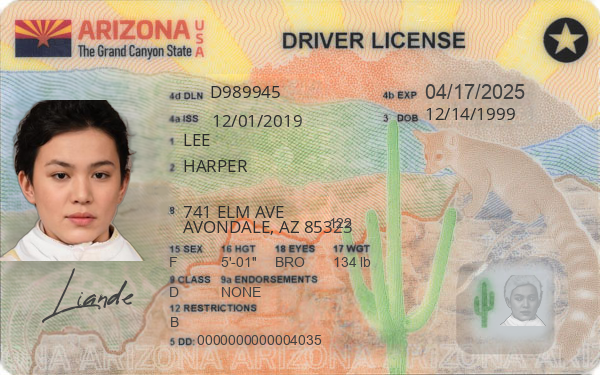 ARIZONA USA
The Grand Canyon State
DRIVER LICENSE
4d DLN D989945
4b EXP 04/17/2025
4a ISS 12/01/2019
3 DOB 12/14/1999
1 LEE
2 HARPER
8 741 ELM AVE
AVONDALE, AZ 85323
15 SEX 16 HGT 18 EYES 17 WGT
F 5'-01" BRO 134 lb
9 CLASS 9a ENDORSEMENTS
D NONE
12 RESTRICTIONS
B
Liande
5 DD: 0000000000004035
ARIZONA ARIZONA ARIZONA ARIZONA